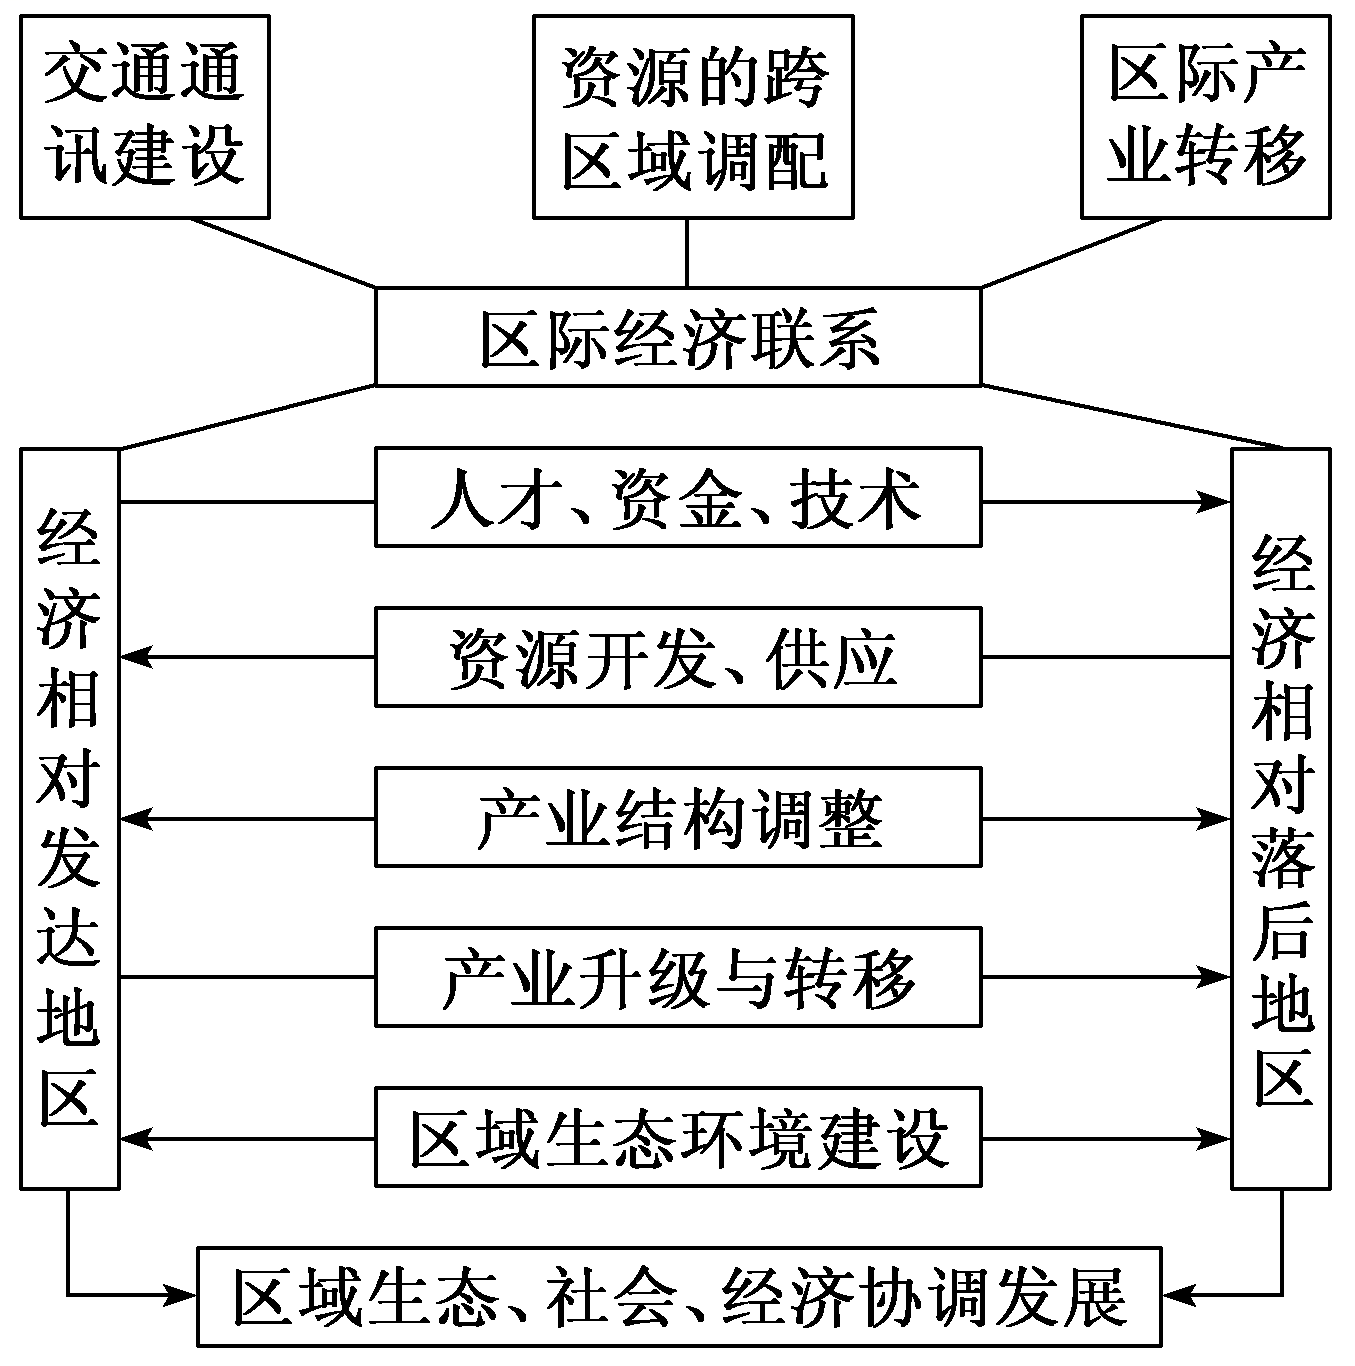 交通通
讯建设
资源的跨
区域调配
区际产
业转移
区际经济联系
经济相对发达地区
人才、资金、技术
资源开发、供应
产业结构调整
产业升级与转移
区域生态环境建设
经济相对落后地区
区域生态、社会、经济协调发展